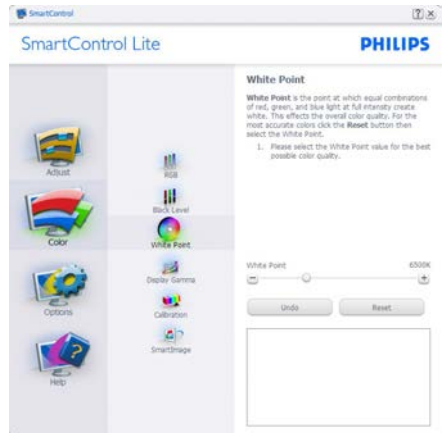 SmartControl
SmartControl Lite
PHILIPS
Adjust
Color
Options
Help
RGB
Black Level
White Point
Display Gamma
Calibration
SmartImage
White Point
White Point is the point at which equal combinations
of red, green, and blue light at full intensity create
white. This effects the overall color quality. For the
most accurate colors click the Reset button then
select the White Point.
1. Please select the White Point value for the best
possible color quality.
White Point 6500K
Undo Reset